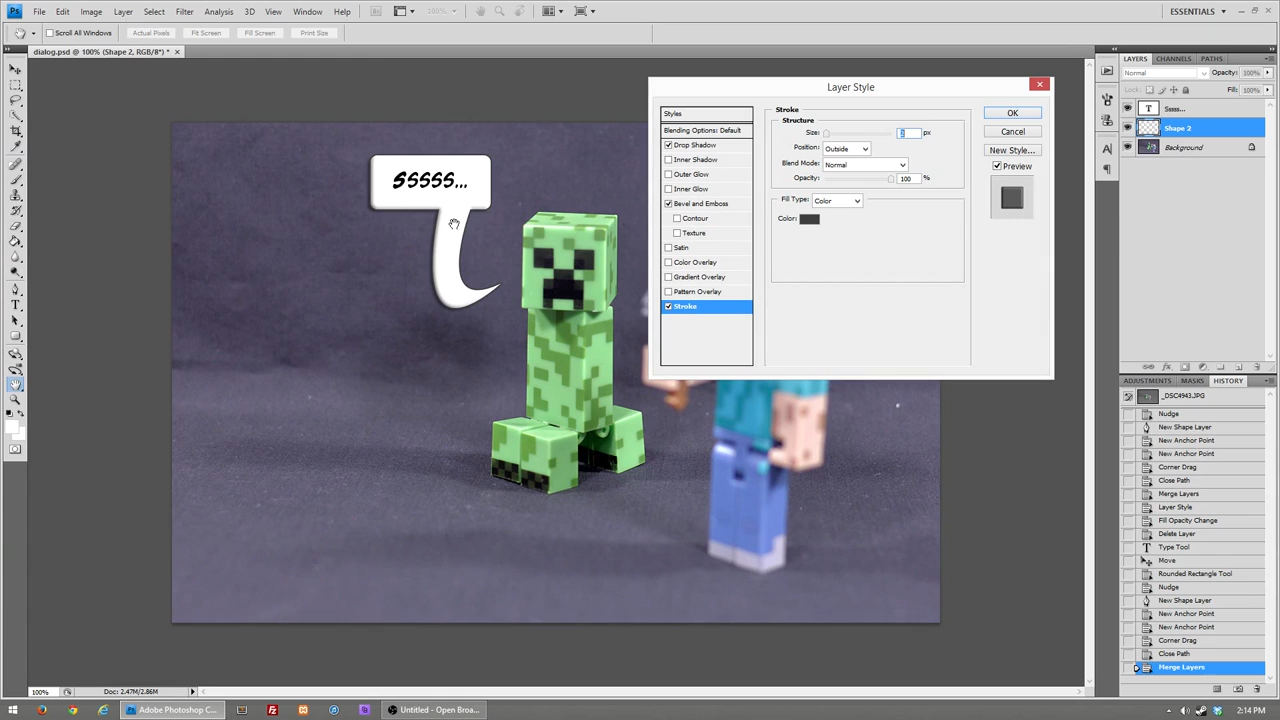 Ps File Edit Image Layer Select Filter Analysis 3D View Window Help 100% ESSENTIALS
Scroll All Windows Actual Pixels Fit Screen Fill Screen Print Size
dialog.psd @ 100% (Shape 2, RGB/8*) *
SSSSS...
Layer Style
Styles
Blending Options: Default
Drop Shadow
Inner Shadow
Outer Glow
Inner Glow
Bevel and Emboss
Contour
Texture
Satin
Color Overlay
Gradient Overlay
Pattern Overlay
Stroke
Stroke
Structure
Size: px
Position: Outside
Blend Mode: Normal
Opacity: 100 %
Fill Type: Color
Color:
OK
Cancel
New Style...
Preview
LAYERS CHANNELS PATHS
Normal Opacity: 100%
Lock: Fill: 100%
T Sssss...
Shape 2
Background
ADJUSTMENTS MASKS HISTORY
_DSC4943.JPG
Nudge
New Shape Layer
New Anchor Point
New Anchor Point
Corner Drag
Close Path
Merge Layers
Layer Style
Fill Opacity Change
Delete Layer
Type Tool
Move
Rounded Rectangle Tool
Nudge
New Shape Layer
New Anchor Point
New Anchor Point
Corner Drag
Close Path
Merge Layers
100% Doc: 2.47M/2.86M
Adobe Photoshop C... Untitled - Open Broa... 2:14 PM